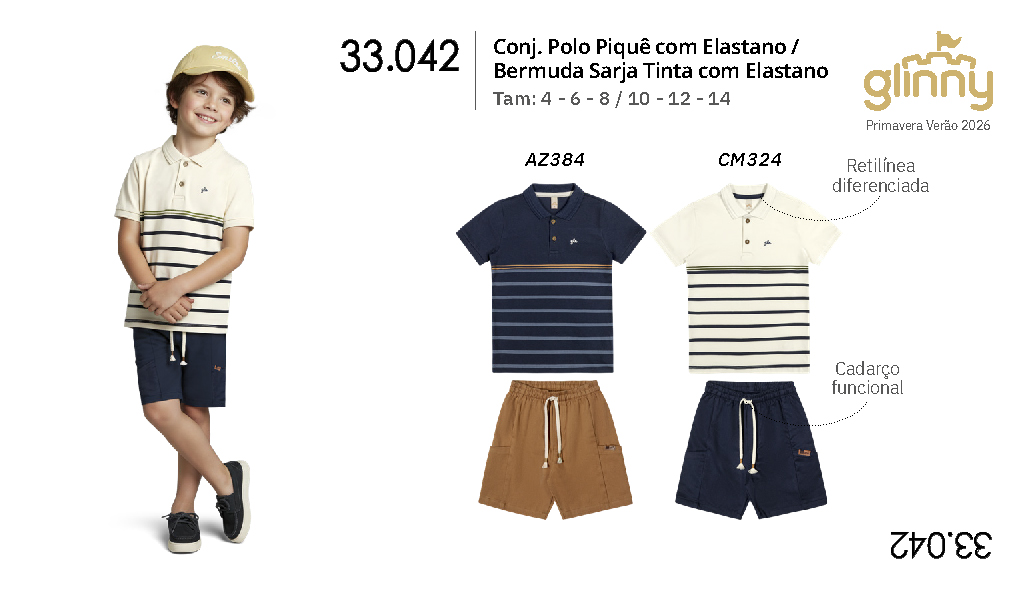 33.042
Conj. Polo Piquê com Elastano /
Bermuda Sarja Tinta com Elastano
Tam: 4 - 6 - 8 / 10 - 12 - 14
glinny
Primavera Verão 2026
AZ384
CM324
Retilínea
diferenciada
Cadarço
funcional
33.042